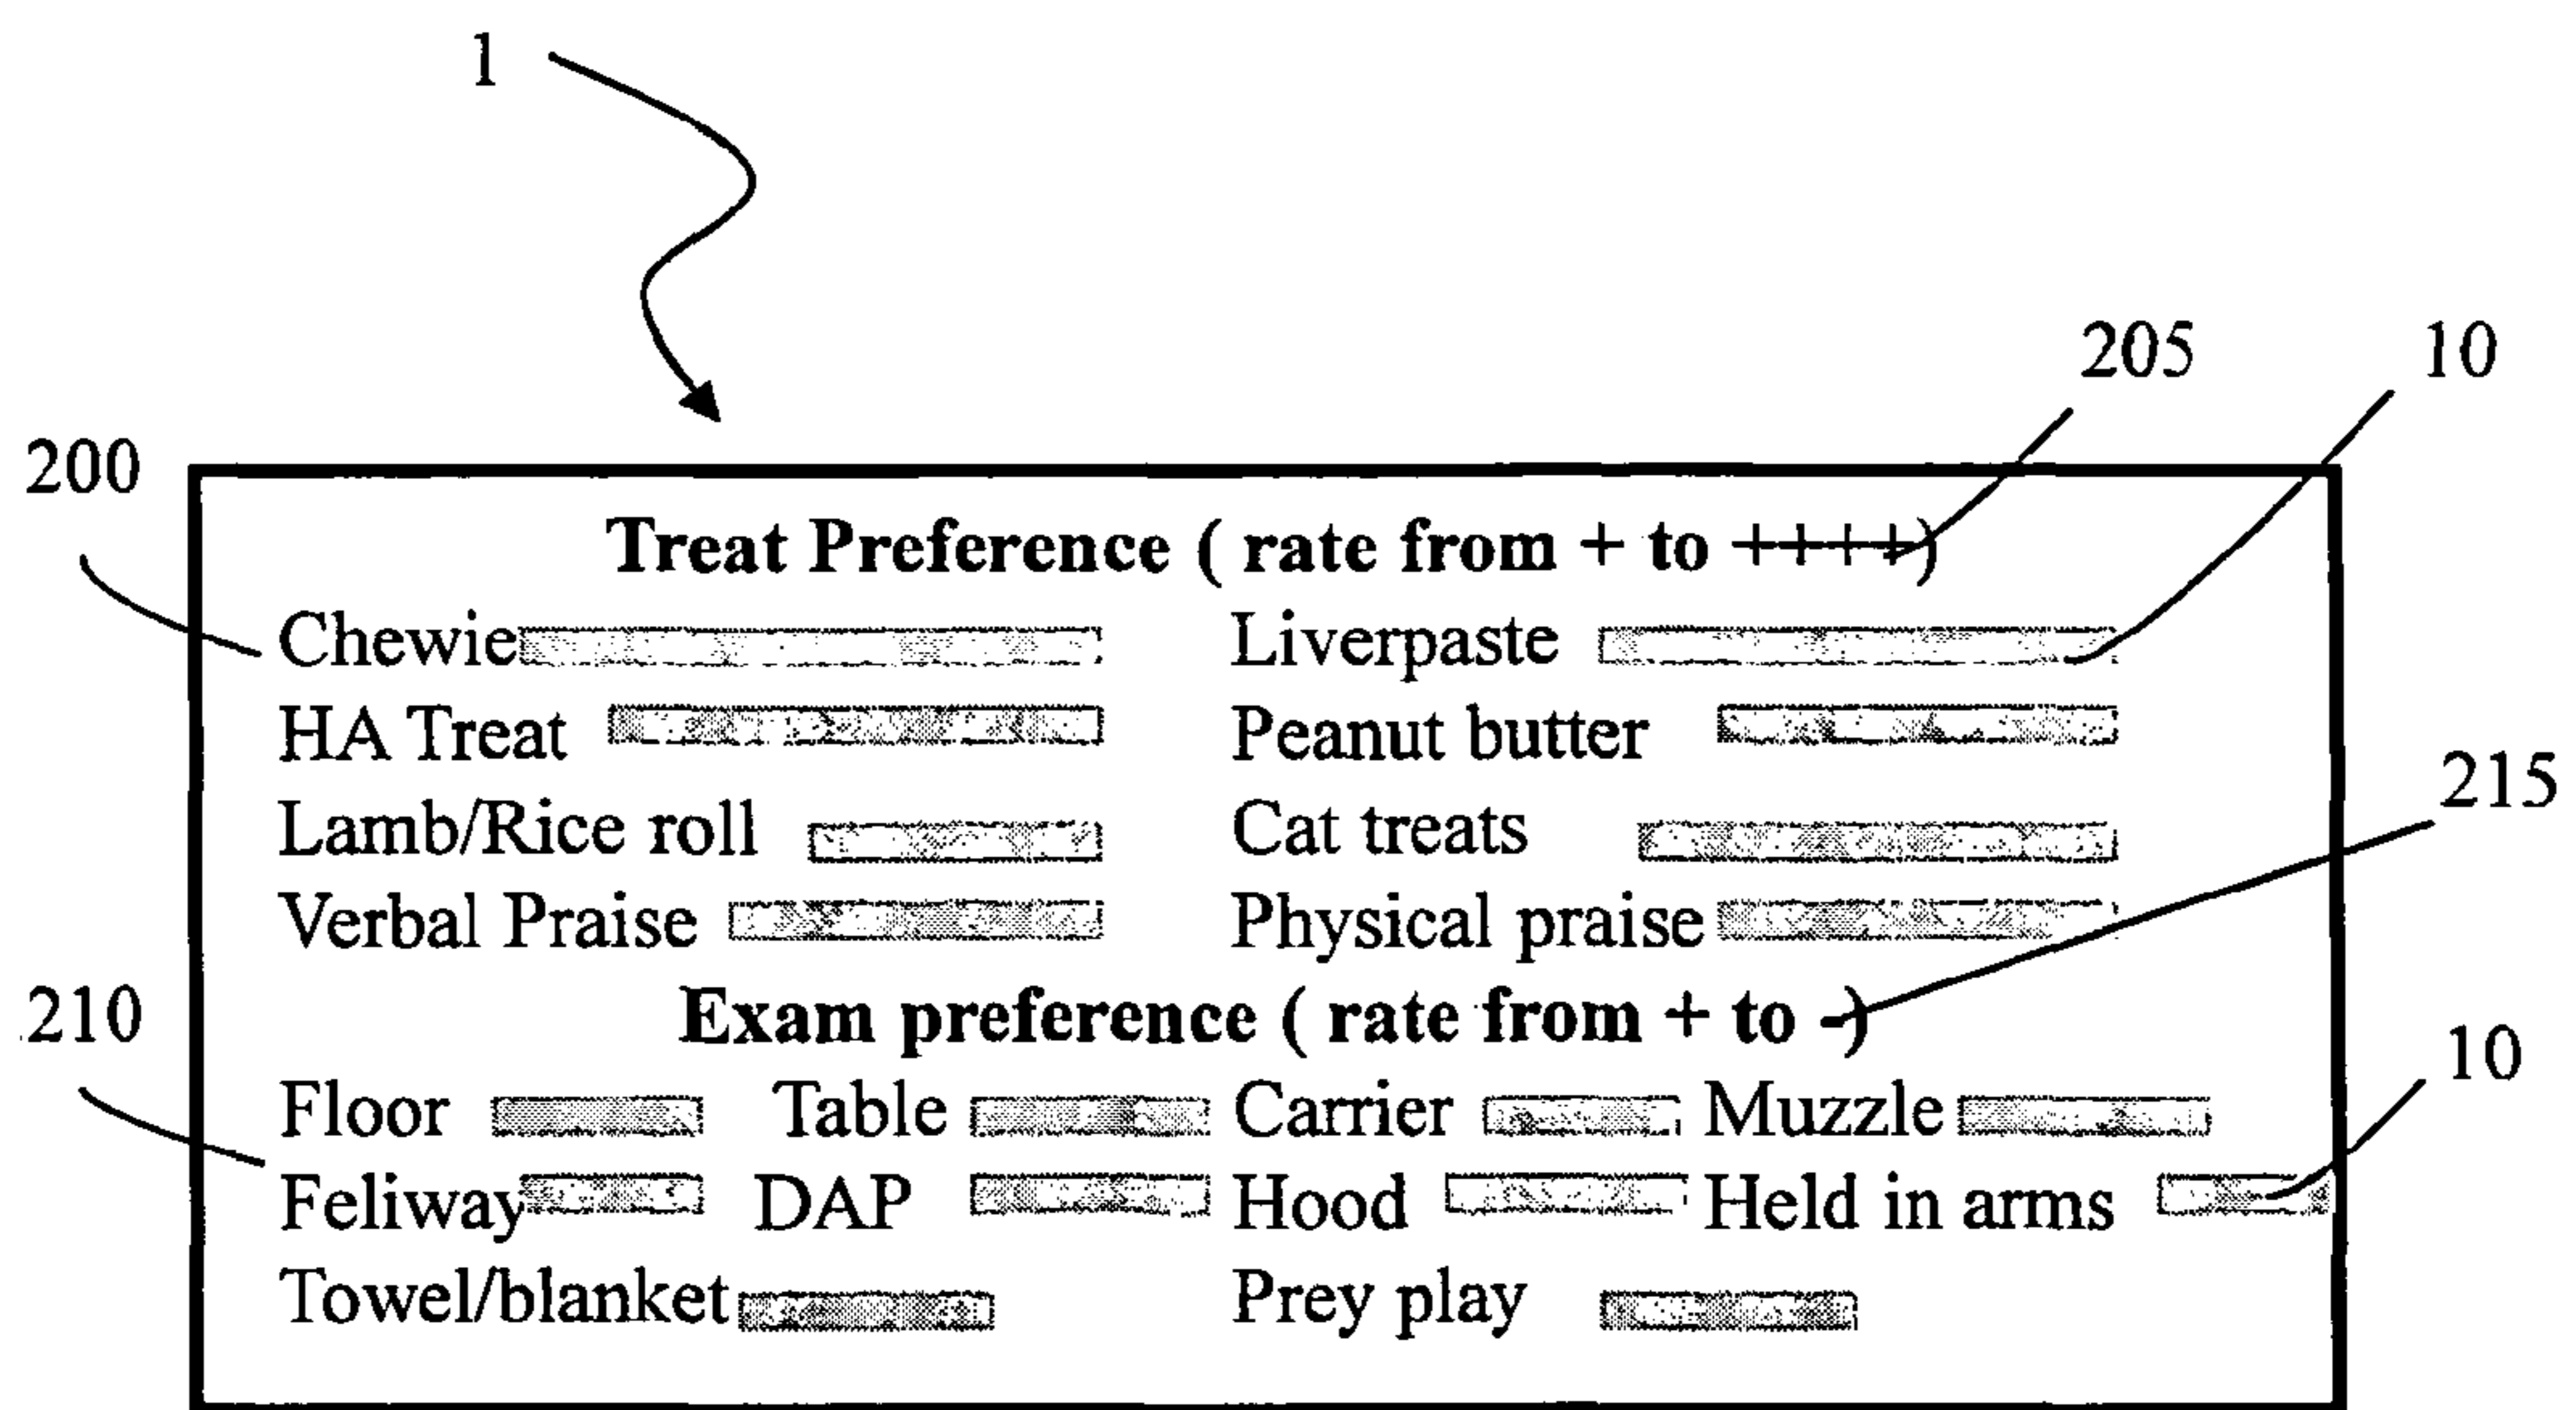 1
205 10
200
Treat Preference ( rate from + to ++++)
Chewie Liverpaste
HA Treat Peanut butter
215
Lamb/Rice roll Cat treats
Verbal Praise Physical praise
210
Exam preference ( rate from + to -)
10
Floor Table Carrier Muzzle
Feliway DAP Hood Held in arms
Towel/blanket Prey play